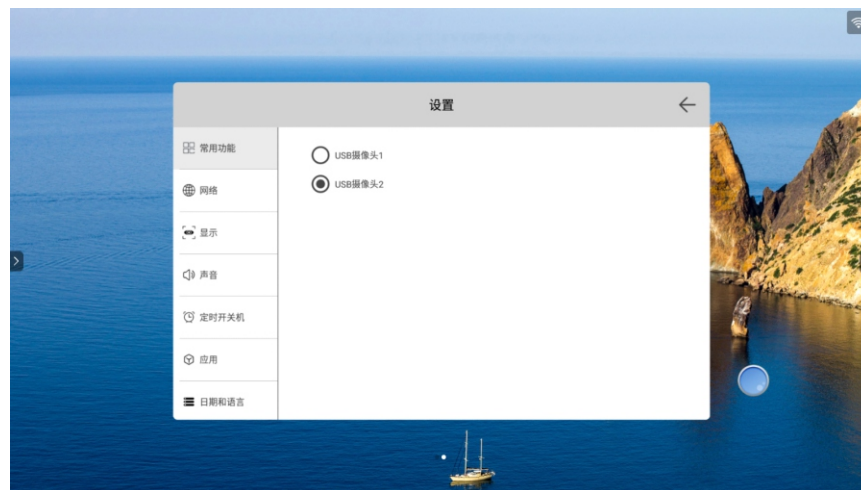 设置
常用功能
网络
显示
声音
定时开关机
应用
日期和语言
USB摄像头1
USB摄像头2